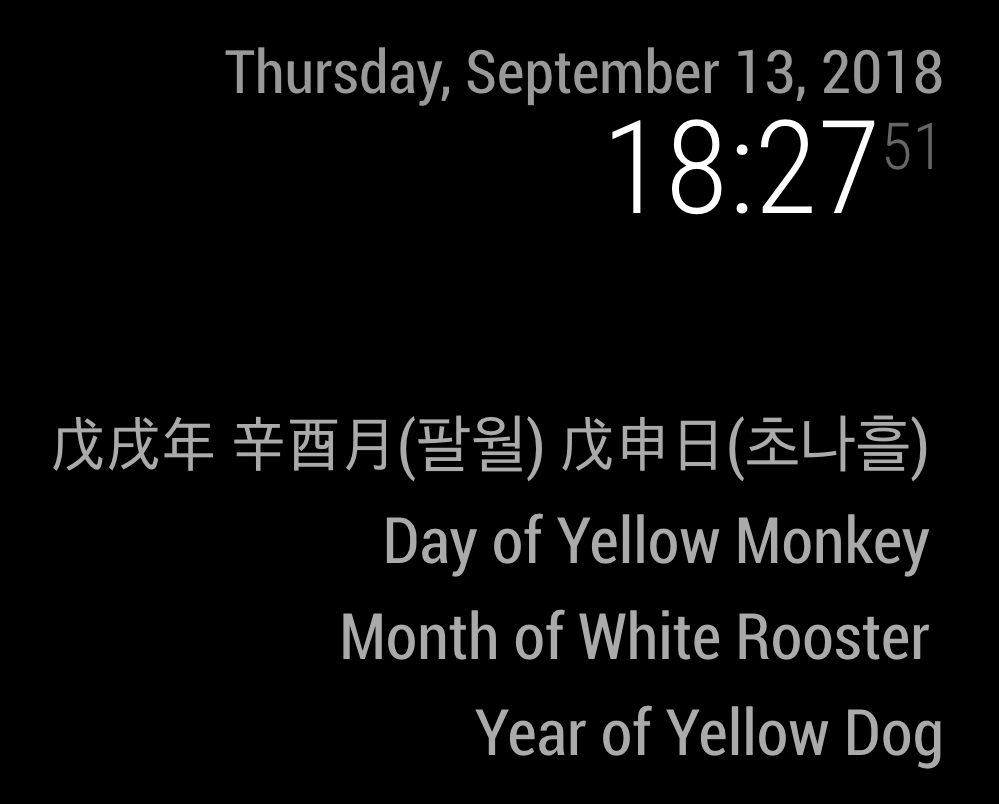 Thursday, September 13, 2018
18:27 51
戊戌年 辛酉月(팔월) 戊申日(초나흘)
Day of Yellow Monkey
Month of White Rooster
Year of Yellow Dog